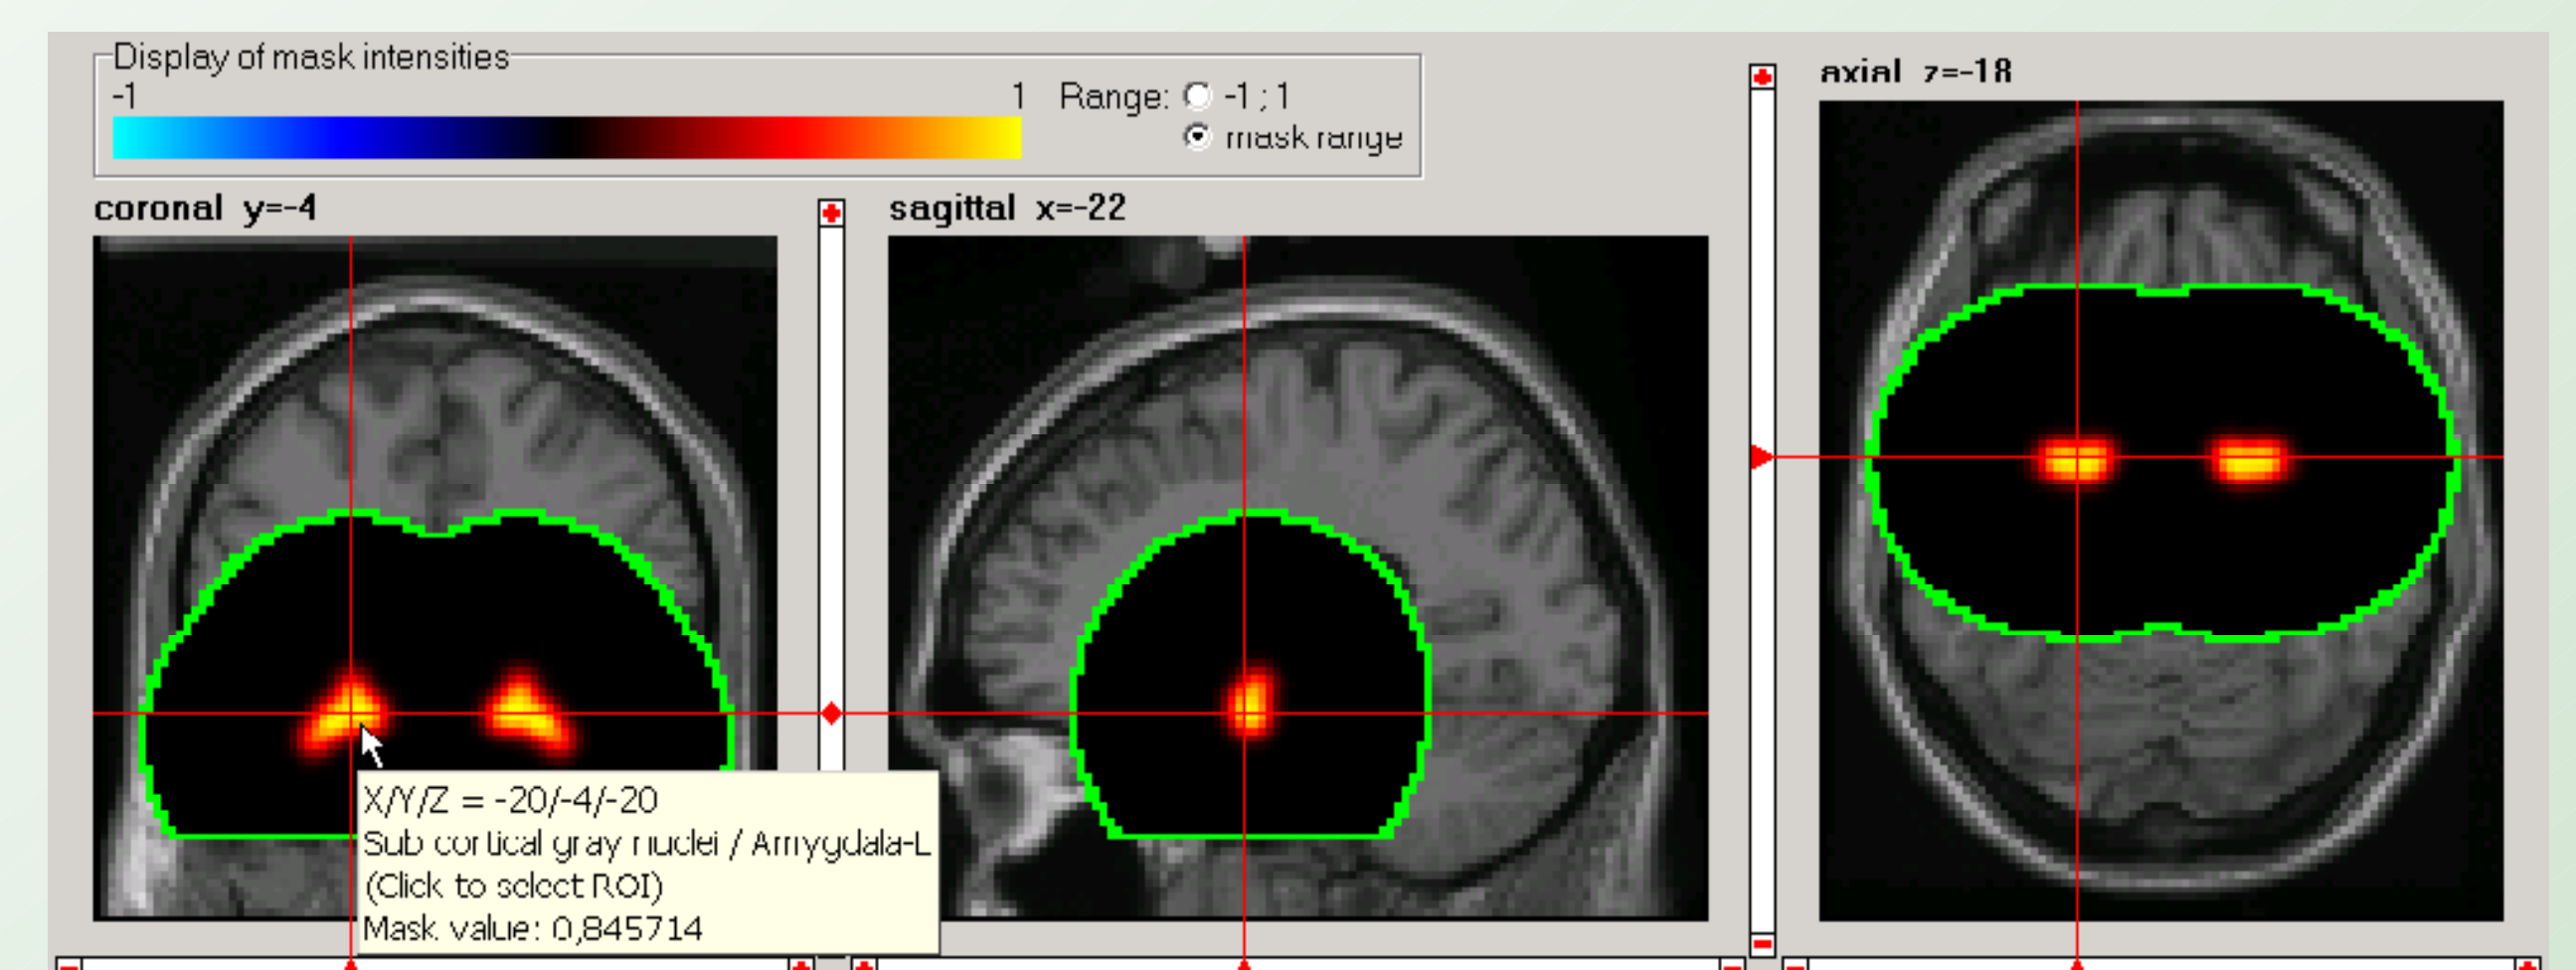 Display of mask intensities
-1 1
Range: -1 ; 1
mask range
axial z=-18
coronal y=-4
sagittal x=-22
X/Y/Z = -20/-4/-20
Sub cortical gray nuclei / Amygdala-L
(Click to select ROI)
Mask value: 0,845714